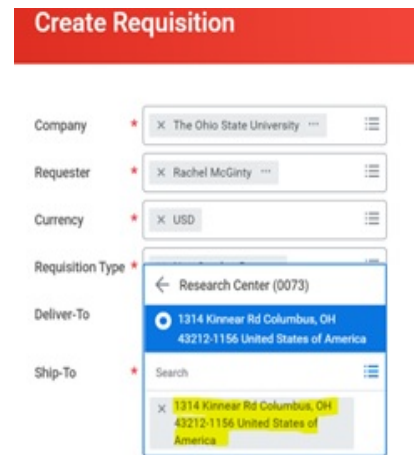 Create Requisition
Company * × The Ohio State University ...
Requester * × Rachel McGinty ...
Currency * × USD
Requisition Type *
← Research Center (0073)
Deliver-To
1314 Kinnear Rd Columbus, OH
43212-1156 United States of America
Ship-To * Search
× 1314 Kinnear Rd Columbus, OH
43212-1156 United States of
America